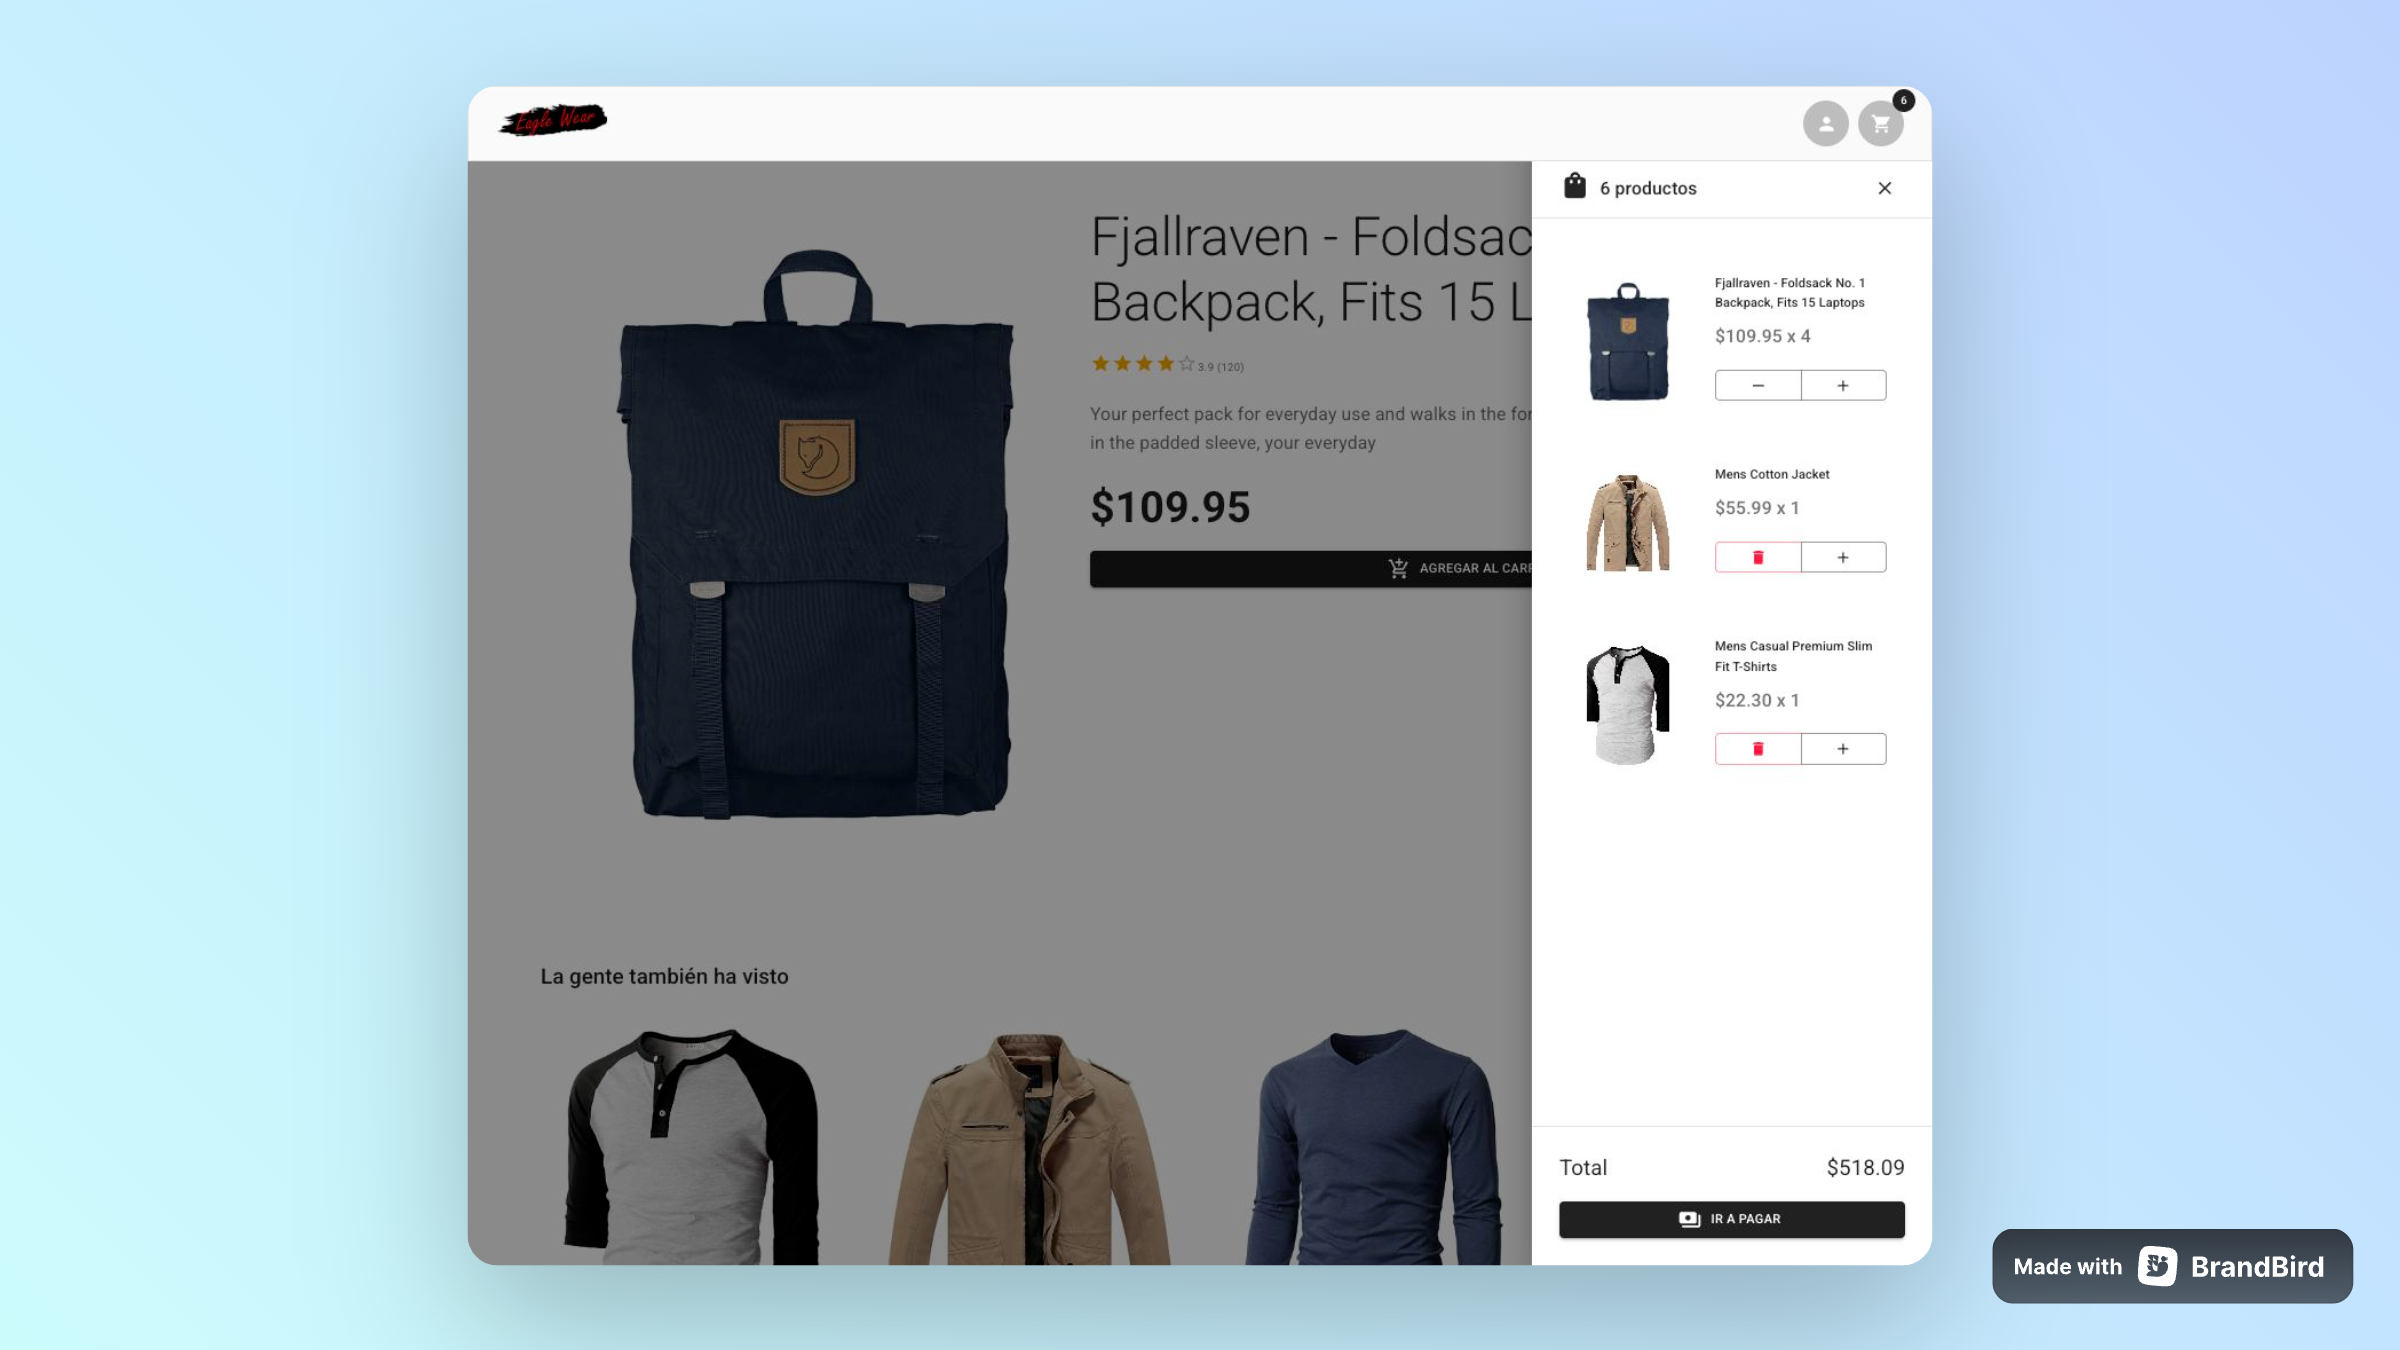 Eagle Wear
6
6 productos
Fjallraven - Foldsac
Backpack, Fits 15 L
3.9 (120)
Your perfect pack for everyday use and walks in the for
in the padded sleeve, your everyday
$109.95
AGREGAR AL CARR
La gente también ha visto
Fjallraven - Foldsack No. 1
Backpack, Fits 15 Laptops
$109.95 x 4
Mens Cotton Jacket
$55.99 x 1
Mens Casual Premium Slim
Fit T-Shirts
$22.30 x 1
Total $518.09
IR A PAGAR
Made with BrandBird